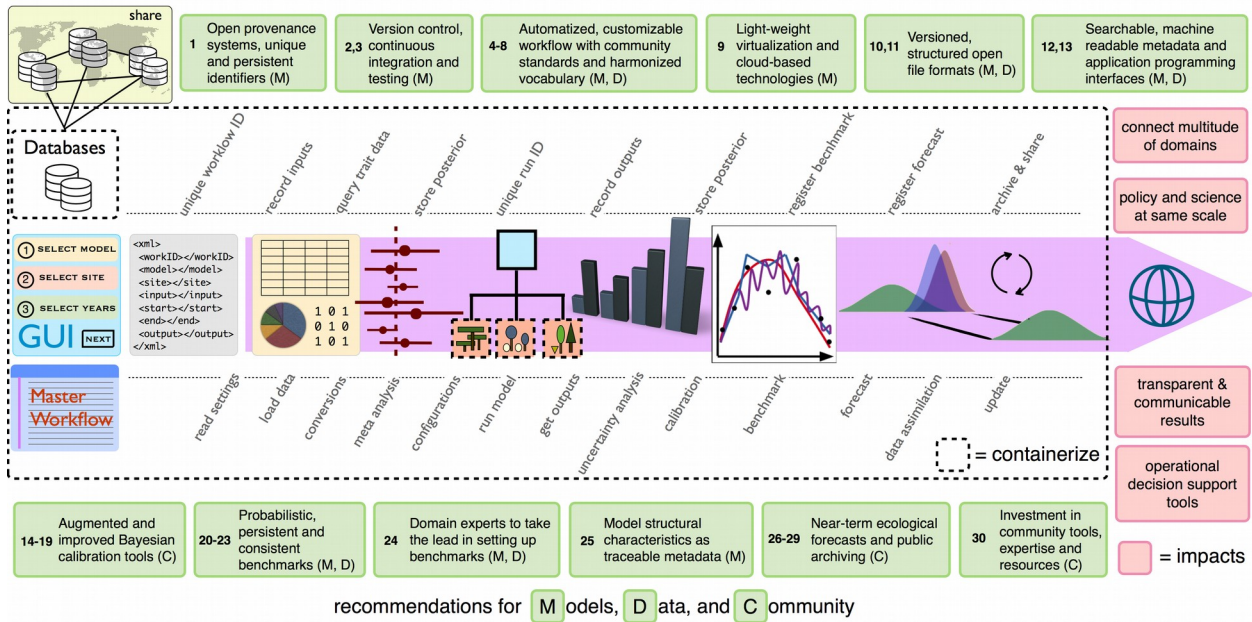 share
1 Open provenance
systems, unique
and persistent
identifiers (M)
2,3 Version control,
continuous
integration and
testing (M)
4-8 Automatized, customizable
workflow with community
standards and harmonized
vocabulary (M, D)
9 Light-weight
virtualization and
cloud-based
technologies (M)
10,11 Versioned,
structured open
file formats (M, D)
12,13 Searchable, machine
readable metadata and
application programming
interfaces (M, D)
Databases
unique worklow ID
record inputs
query trait data
store posterior
unique run ID
record outputs
store posterior
register becnhmark
register forecast
archive & share
connect multitude
of domains
policy and science
at same scale
1 SELECT MODEL
2 SELECT SITE
3 SELECT YEARS
GUI NEXT
<xml>
<workID></workID>
<model></model>
<site></site>
<input></input>
<start></start>
<end></end>
<output></output>
</xml>
1 0 1
0 1 0
1 0 1
Master
Workflow
read settings
load data
conversions
meta analysis
configurations
run model
get outputs
uncertainty analysis
calibration
benchmark
forecast
data assimilation
update
= containerize
transparent &
communicable
results
operational
decision support
tools
14-19 Augmented and
improved Bayesian
calibration tools (C)
20-23 Probabilistic,
persistent and
consistent
benchmarks (M, D)
24 Domain experts to take
the lead in setting up
benchmarks (M, D)
25 Model structural
characteristics as
traceable metadata (M)
26-29 Near-term ecological
forecasts and public
archiving (C)
30 Investment in
community tools,
expertise and
resources (C)
= impacts
recommendations for Models, Data, and Community